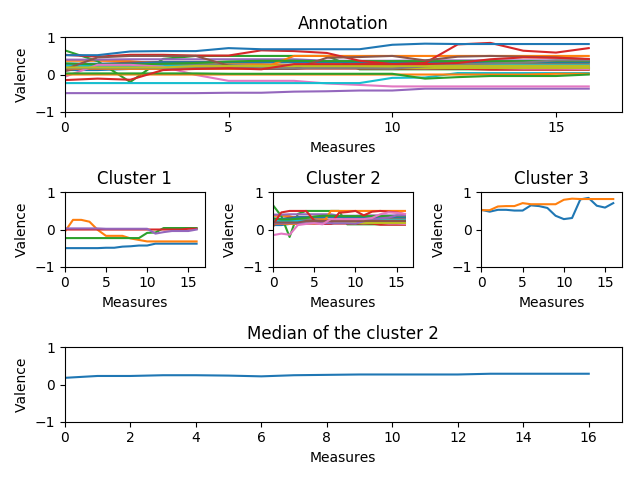 Annotation
Valence
1
0
−1
0
5
10
15
Measures
Cluster 1
Cluster 2
Cluster 3
Valence
1
0
−1
0 5 10 15
Measures
Valence
1
0
−1
0 5 10 15
Measures
Valence
1
0
−1
0 5 10 15
Measures
Median of the cluster 2
Valence
1
0
−1
0 2 4 6 8 10 12 14 16
Measures